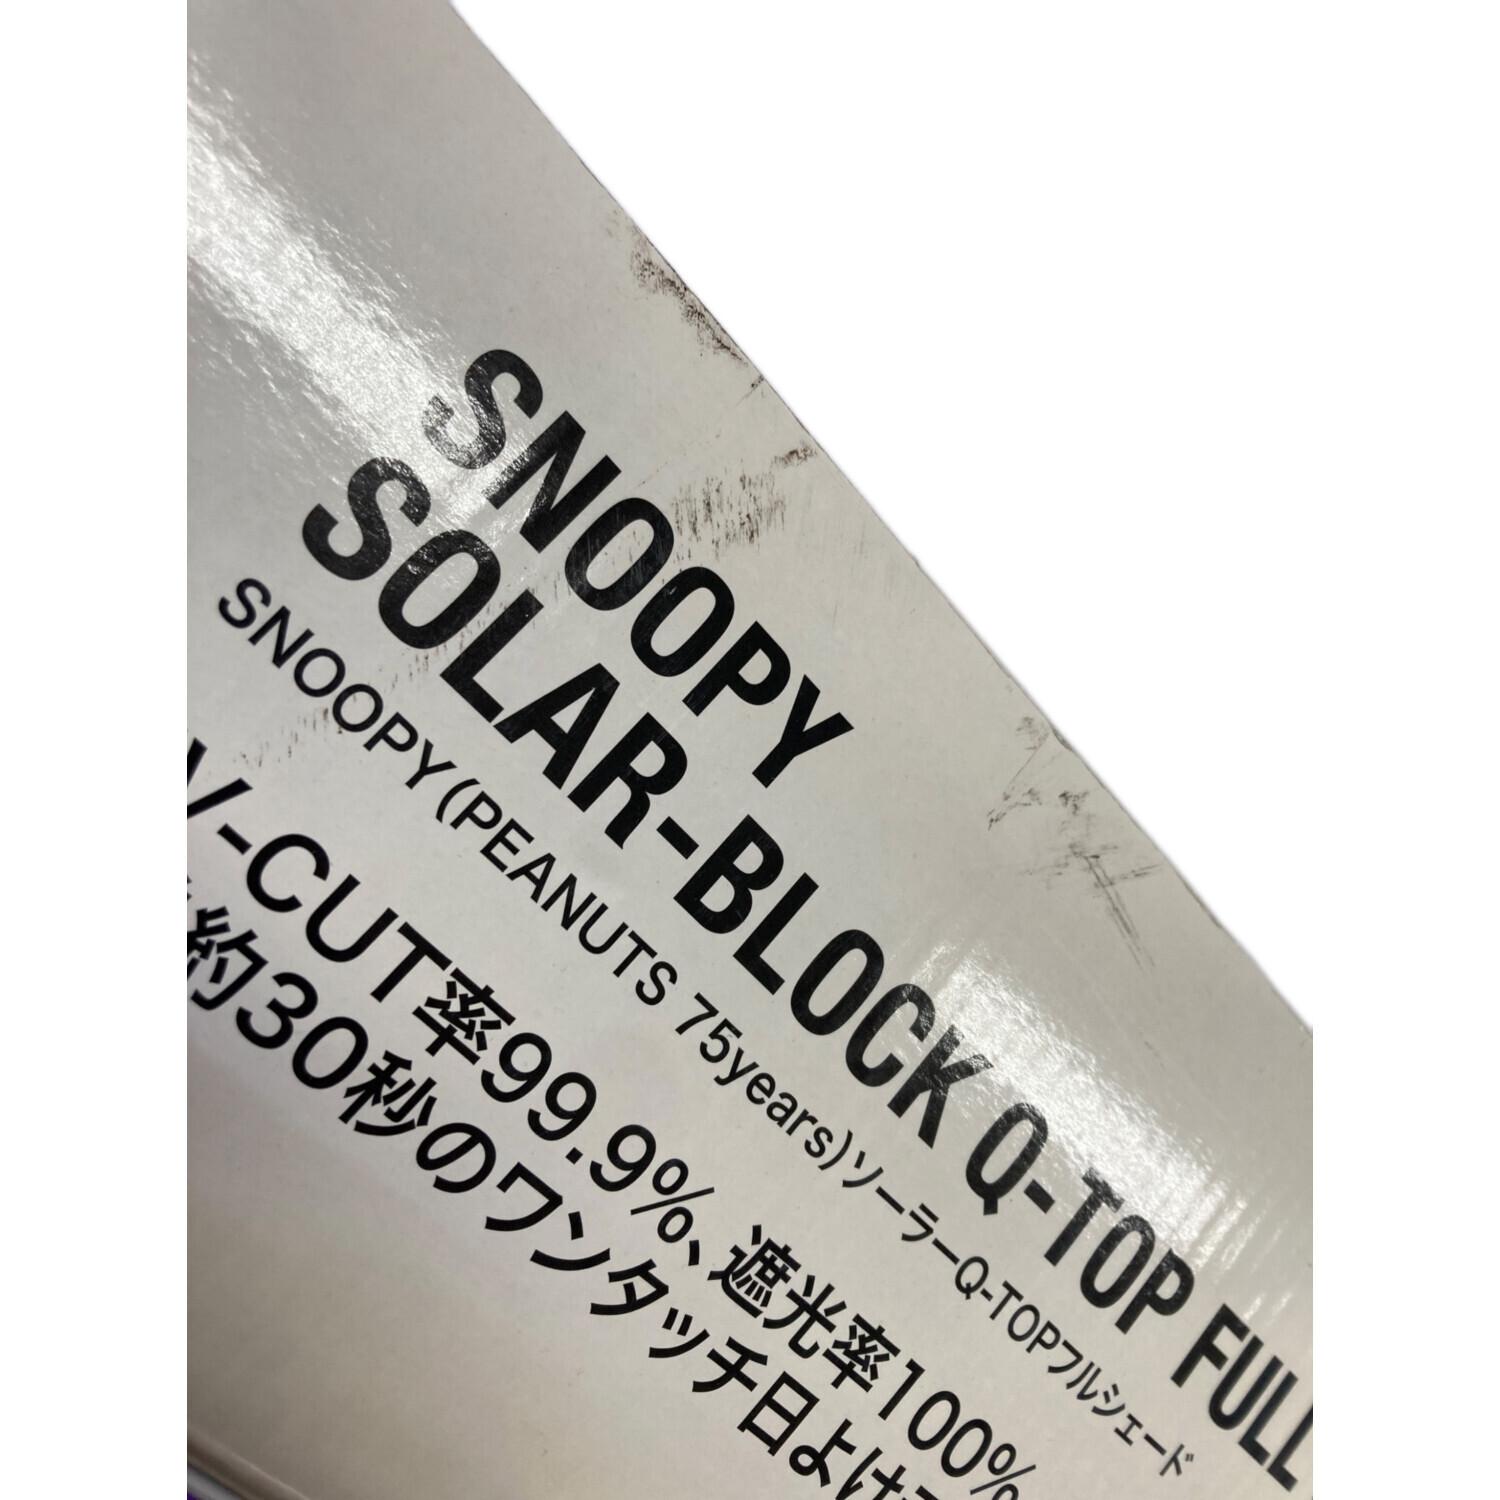 SNOOPY
SOLAR-BLOCK Q-TOP FULL
SNOOPY(PEANUTS 75years)ソーラーQ-TOPフルシェード
V-CUT率99.9%、遮光率100%
約30秒のワンタッチ日よけ